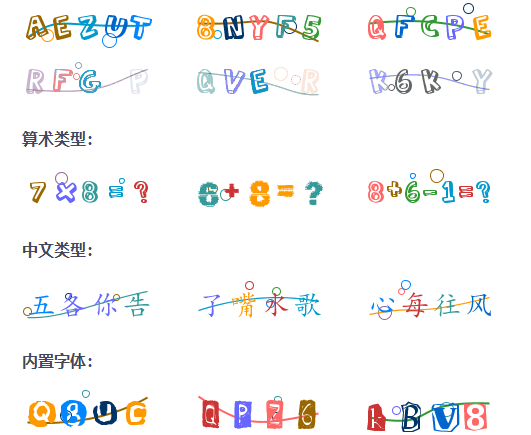 AEZUT 8NYF5 QFCPE
RFGP QVER K6KY
算术类型：
7×8=? 6+8=? 8+6-1=?
中文类型：
五各你告 子嘴水歌 心每往风
内置字体：
Q8UC QPZ6 KBV8